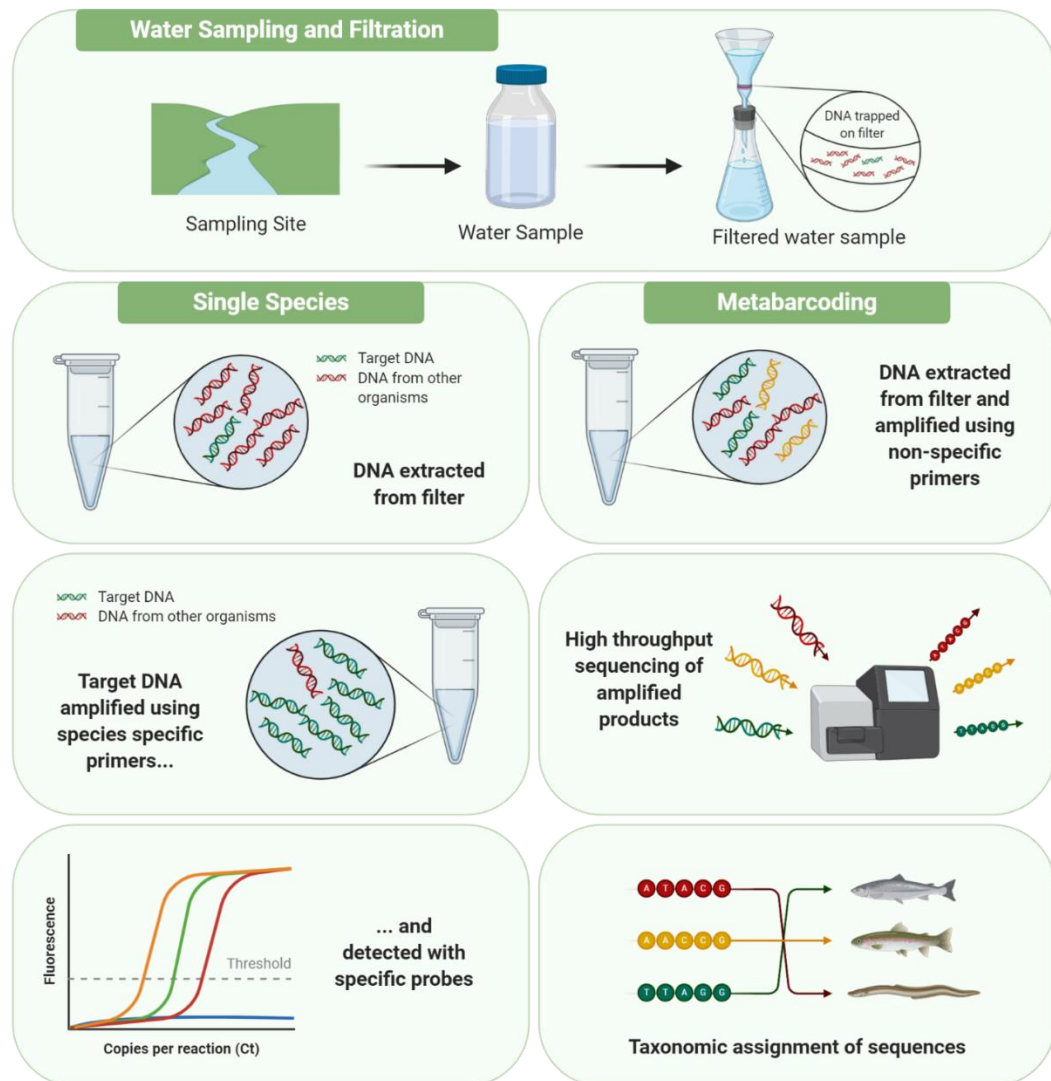 Water Sampling and Filtration
DNA trapped
on filter
Sampling Site
Water Sample
Filtered water sample
Single Species
Target DNA
DNA from other
organisms
DNA extracted
from filter
Metabarcoding
DNA extracted
from filter and
amplified using
non-specific
primers
Target DNA
DNA from other organisms
Target DNA
amplified using
species specific
primers...
High throughput
sequencing of
amplified
products
Fluorescence
Threshold
Copies per reaction (Ct)
... and
detected with
specific probes
A T A C G
A A C C G
T T A G G
Taxonomic assignment of sequences